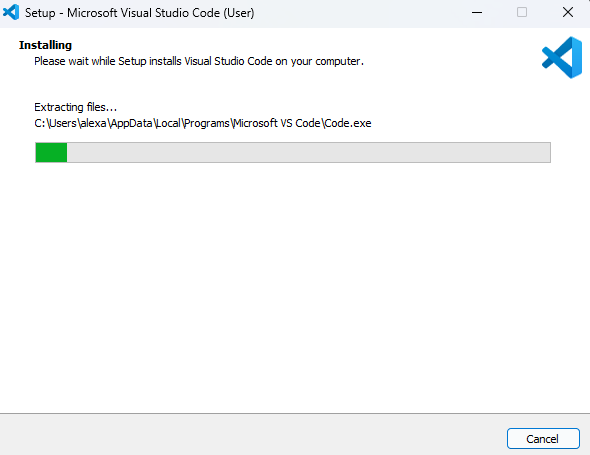 Setup - Microsoft Visual Studio Code (User)
Installing
Please wait while Setup installs Visual Studio Code on your computer.
Extracting files...
C:\Users\alexa\AppData\Local\Programs\Microsoft VS Code\Code.exe
Cancel